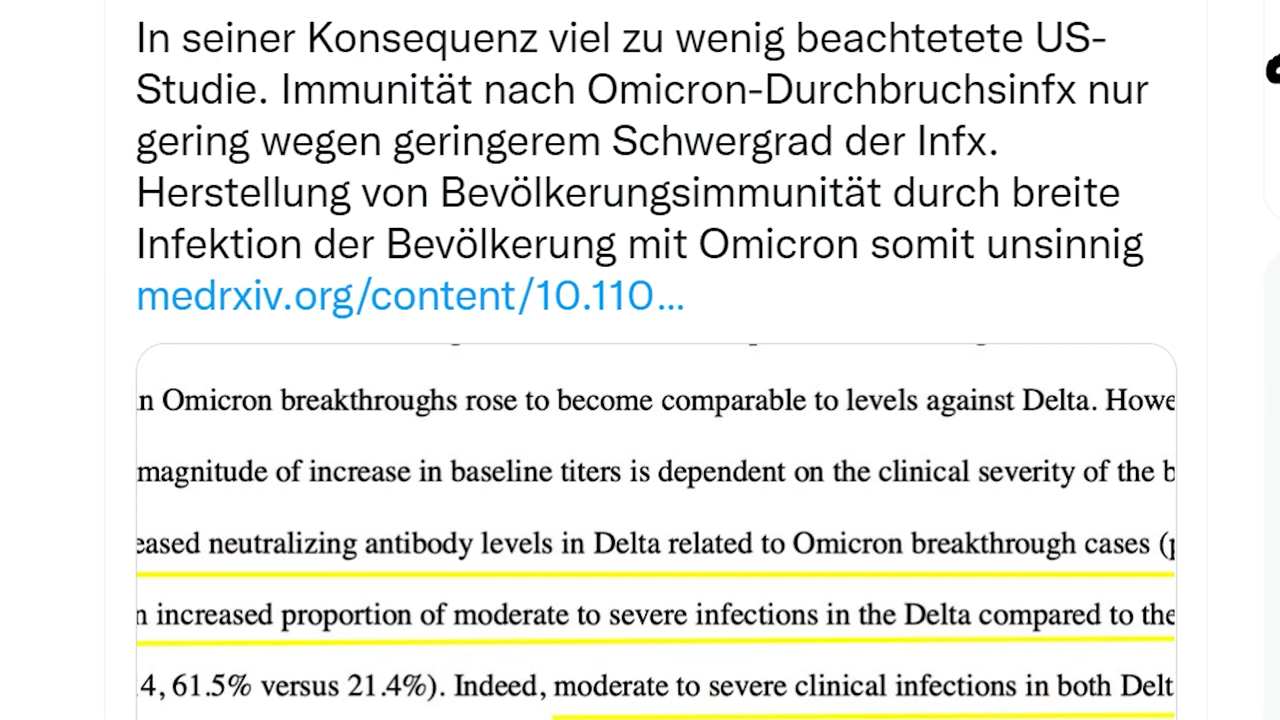 In seiner Konsequenz viel zu wenig beachtetete US-
Studie. Immunität nach Omicron-Durchbruchsinfx nur
gering wegen geringerem Schwergrad der Infx.
Herstellung von Bevölkerungsimmunität durch breite
Infektion der Bevölkerung mit Omicron somit unsinnig
medrxiv.org/content/10.110...
n Omicron breakthroughs rose to become comparable to levels against Delta. Howe
magnitude of increase in baseline titers is dependent on the clinical severity of the b
eased neutralizing antibody levels in Delta related to Omicron breakthrough cases (p
n increased proportion of moderate to severe infections in the Delta compared to the
4, 61.5% versus 21.4%). Indeed, moderate to severe clinical infections in both Delt